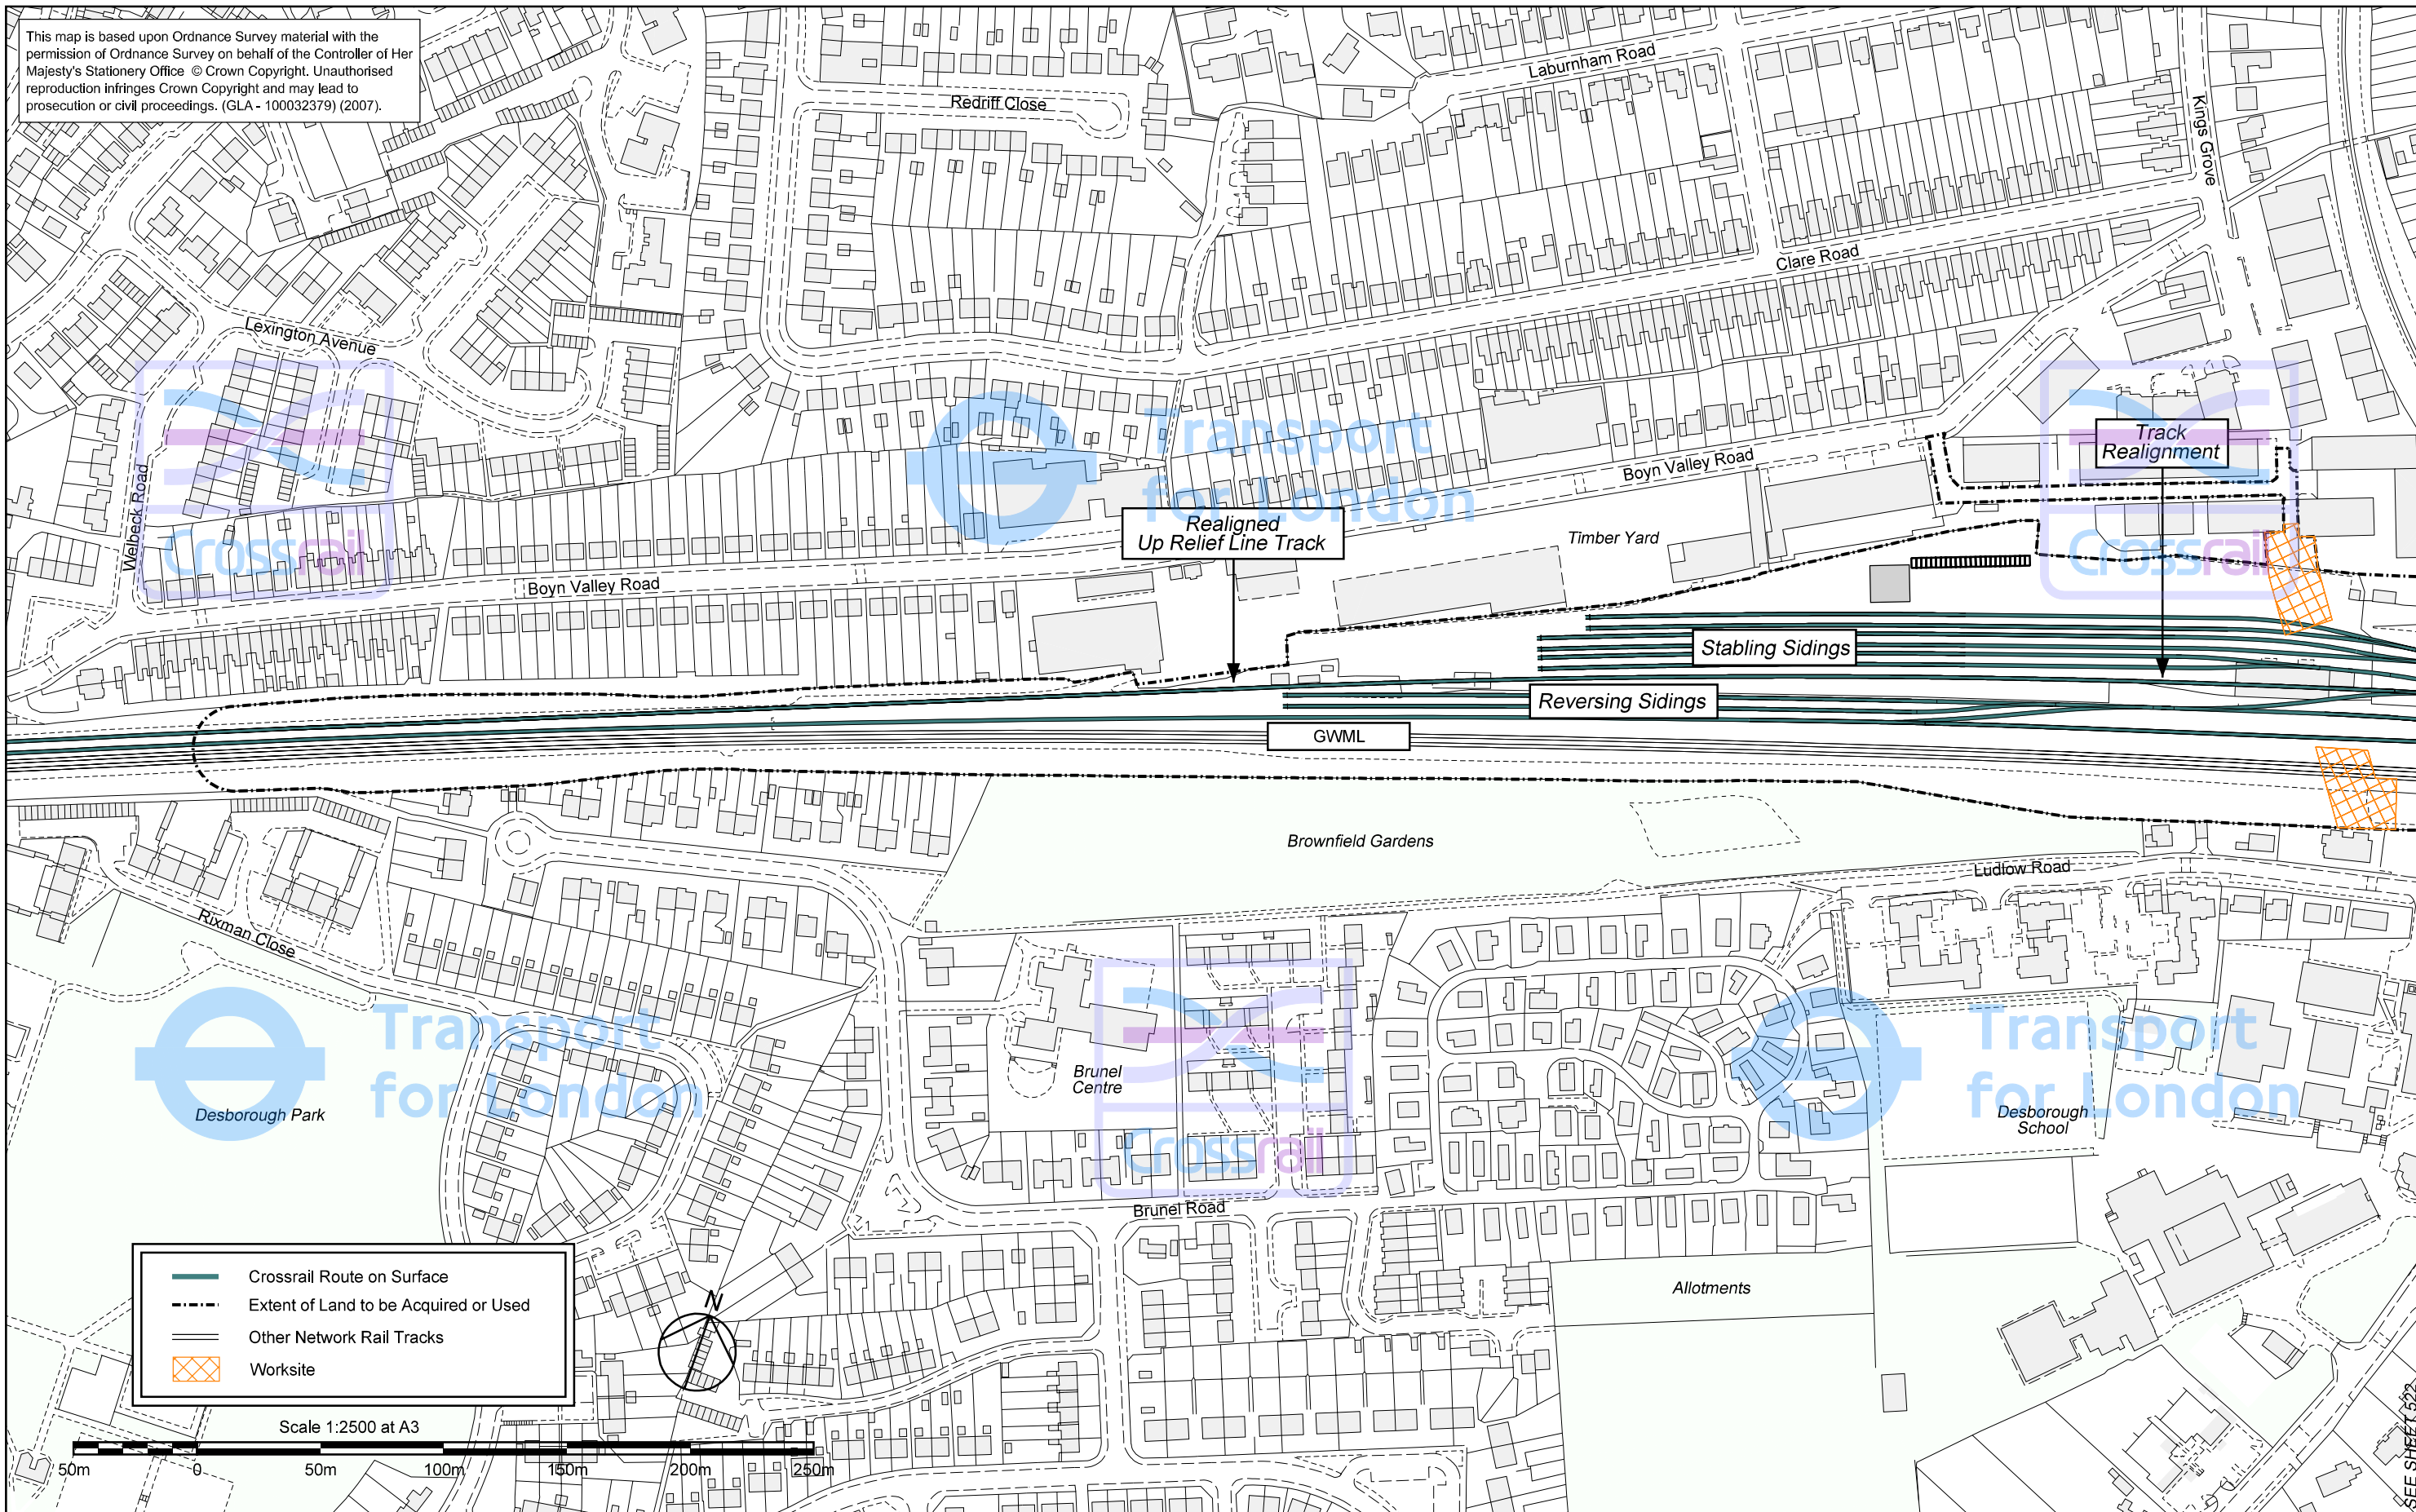 This map is based upon Ordnance Survey material with the
permission of Ordnance Survey on behalf of the Controller of Her
Majesty's Stationery Office © Crown Copyright. Unauthorised
reproduction infringes Crown Copyright and may lead to
prosecution or civil proceedings. (GLA - 100032379) (2007).
Laburnham Road
Redriff Close
Kings Grove
Clare Road
Lexington Avenue
Welbeck Road
Crossrail
Transport
for London
Track
Realignment
Boyn Valley Road
Realigned
Up Relief Line Track
Timber Yard
Crossrail
Boyn Valley Road
Stabling Sidings
Reversing Sidings
GWML
Brownfield Gardens
Ludlow Road
Rixman Close
Transport
for London
Desborough Park
Brunel
Centre
Crossrail
Transport
for London
Desborough
School
Brunel Road
Allotments
Crossrail Route on Surface
Extent of Land to be Acquired or Used
Other Network Rail Tracks
Worksite
N
Scale 1:2500 at A3
50m 0 50m 100m 150m 200m 250m
SEE SHEET 522